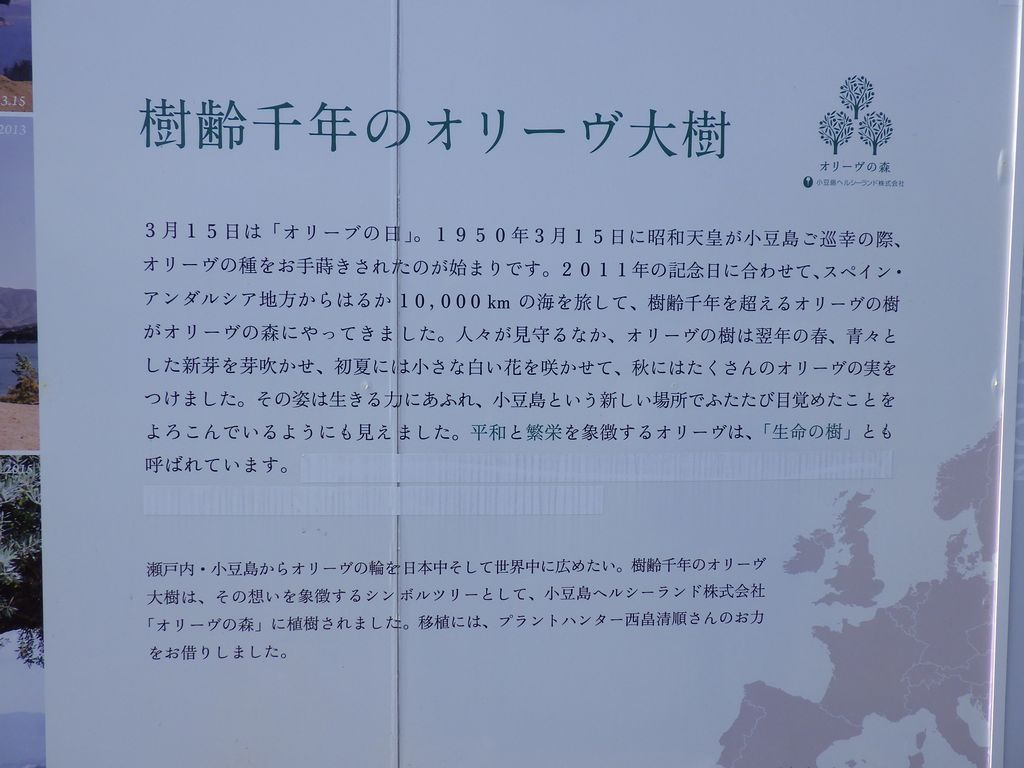 3.15
2013
2015
樹齢千年のオリーヴ大樹
オリーヴの森
小豆島ヘルシーランド株式会社
3月15日は「オリーブの日」。1950年3月15日に昭和天皇が小豆島ご巡幸の際、
オリーヴの種をお手蒔きされたのが始まりです。2011年の記念日に合わせて、スペイン・
アンダルシア地方からはるか10,000kmの海を旅して、樹齢千年を超えるオリーヴの樹
がオリーヴの森にやってきました。人々が見守るなか、オリーヴの樹は翌年の春、青々と
した新芽を芽吹かせ、初夏には小さな白い花を咲かせて、秋にはたくさんのオリーヴの実を
つけました。その姿は生きる力にあふれ、小豆島という新しい場所でふたたび目覚めたことを
よろこんでいるようにも見えました。平和と繁栄を象徴するオリーヴは、「生命の樹」とも
呼ばれています。
瀬戸内・小豆島からオリーヴの輪を日本中そして世界中に広めたい。樹齢千年のオリーヴ
大樹は、その想いを象徴するシンボルツリーとして、小豆島ヘルシーランド株式会社
「オリーヴの森」に植樹されました。移植には、プラントハンター西畠清順さんのお力
をお借りしました。